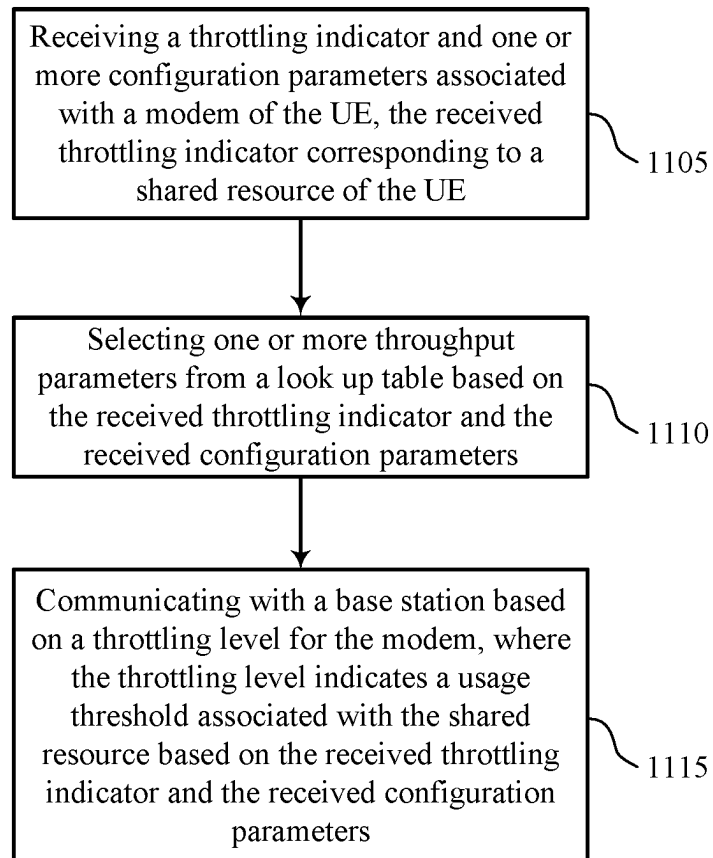 Receiving a throttling indicator and one or
more configuration parameters associated
with a modem of the UE, the received
throttling indicator corresponding to a
shared resource of the UE
1105
Selecting one or more throughput
parameters from a look up table based on
the received throttling indicator and the
received configuration parameters
1110
Communicating with a base station based
on a throttling level for the modem, where
the throttling level indicates a usage
threshold associated with the shared
resource based on the received throttling
indicator and the received configuration
parameters
1115